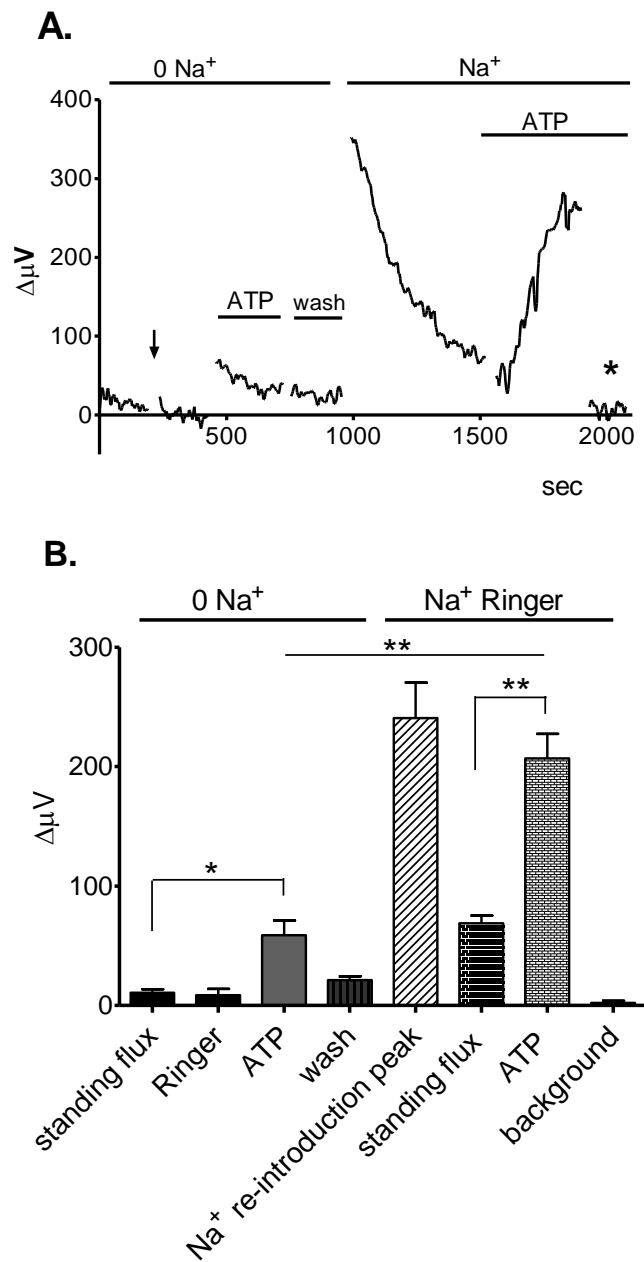 A.
0 Na⁺ Na⁺
400
ATP
300
ΔμV
200
ATP wash
100
*
0
500 1000 1500 2000
sec
B.
0 Na⁺ Na⁺ Ringer
300
**
**
200
ΔμV
100
*
0
standing flux
Ringer
ATP
wash
Na⁺ re-introduction peak
standing flux
ATP
background